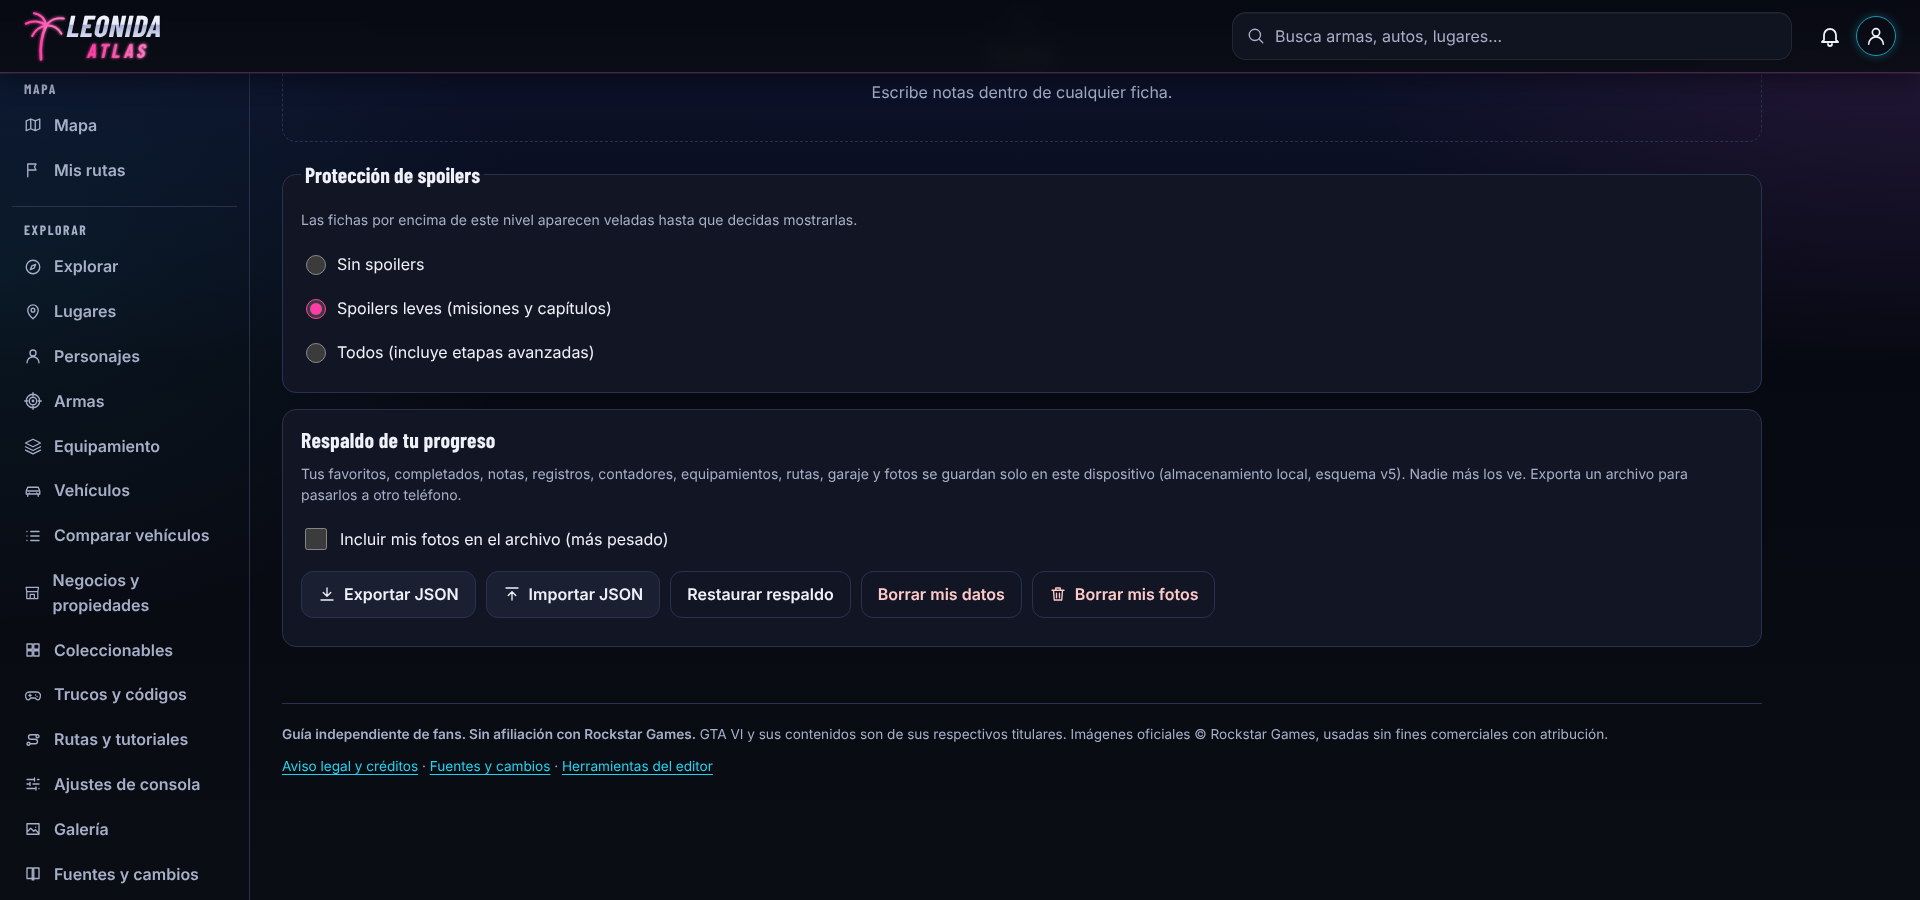 LEONIDA
ATLAS
Busca armas, autos, lugares...
MAPA
Mapa
Mis rutas
EXPLORAR
Explorar
Lugares
Personajes
Armas
Equipamiento
Vehículos
Comparar vehículos
Negocios y
propiedades
Coleccionables
Trucos y códigos
Rutas y tutoriales
Ajustes de consola
Galería
Fuentes y cambios
Escribe notas dentro de cualquier ficha.
Protección de spoilers
Las fichas por encima de este nivel aparecen veladas hasta que decidas mostrarlas.
Sin spoilers
Spoilers leves (misiones y capítulos)
Todos (incluye etapas avanzadas)
Respaldo de tu progreso
Tus favoritos, completados, notas, registros, contadores, equipamientos, rutas, garaje y fotos se guardan solo en este dispositivo (almacenamiento local, esquema v5). Nadie más los ve. Exporta un archivo para
pasarlos a otro teléfono.
Incluir mis fotos en el archivo (más pesado)
Exportar JSON
Importar JSON
Restaurar respaldo
Borrar mis datos
Borrar mis fotos
Guía independiente de fans. Sin afiliación con Rockstar Games. GTA VI y sus contenidos son de sus respectivos titulares. Imágenes oficiales © Rockstar Games, usadas sin fines comerciales con atribución.
Aviso legal y créditos · Fuentes y cambios · Herramientas del editor